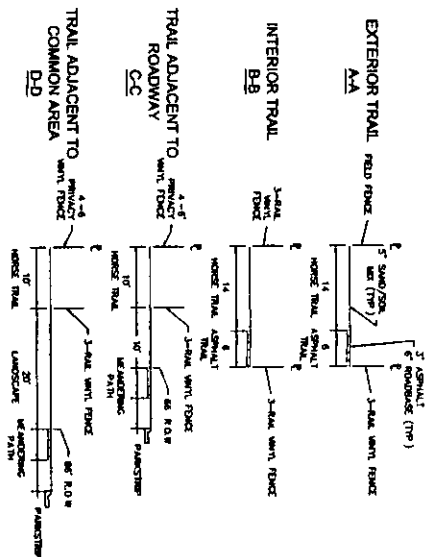 EXTERIOR TRAIL
A-A
FIELD FENCE
5" SAND/SOIL
MIX (TYP)
3" ASPHALT
6" ROADBASE (TYP)
14
HORSE TRAIL
6
ASPHALT
TRAIL
3-RAIL VINYL FENCE
INTERIOR TRAIL
B-B
3-RAIL
VINYL
FENCE
14
HORSE TRAIL
6
ASPHALT
TRAIL
3-RAIL VINYL FENCE
TRAIL ADJACENT TO
ROADWAY
C-C
4-6'
PRIVACY
VINYL FENCE
3-RAIL VINYL FENCE
66' R.O.W
10'
HORSE TRAIL
10'
MEANDERING
PATH
PARKSTRIP
TRAIL ADJACENT TO
COMMON AREA
D-D
4-6
PRIVACY
VINYL FENCE
3-RAIL VINYL FENCE
66' R.O.W
10'
HORSE TRAIL
20'
LANDSCAPE
MEANDERING
PATH
PARKSTRIP